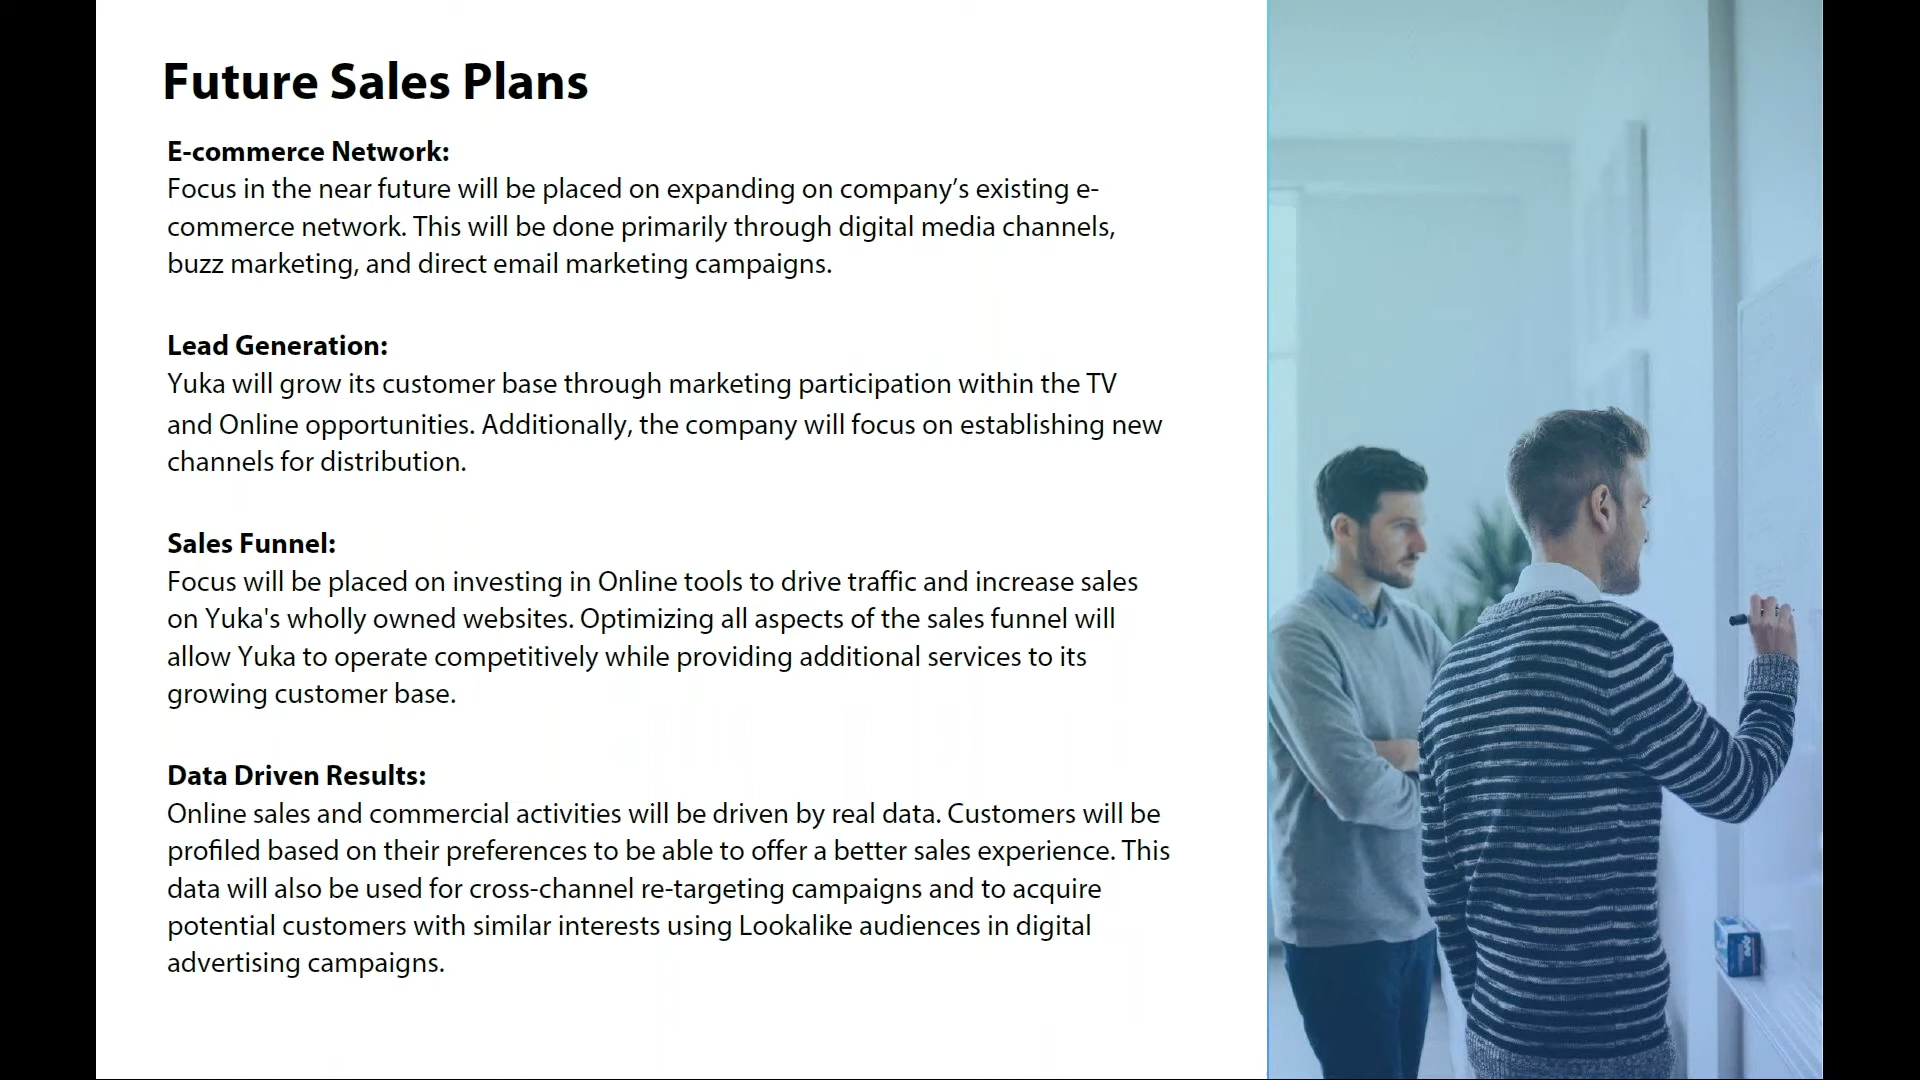 Future Sales Plans
E-commerce Network:
Focus in the near future will be placed on expanding on company’s existing e-
commerce network. This will be done primarily through digital media channels,
buzz marketing, and direct email marketing campaigns.
Lead Generation:
Yuka will grow its customer base through marketing participation within the TV
and Online opportunities. Additionally, the company will focus on establishing new
channels for distribution.
Sales Funnel:
Focus will be placed on investing in Online tools to drive traffic and increase sales
on Yuka's wholly owned websites. Optimizing all aspects of the sales funnel will
allow Yuka to operate competitively while providing additional services to its
growing customer base.
Data Driven Results:
Online sales and commercial activities will be driven by real data. Customers will be
profiled based on their preferences to be able to offer a better sales experience. This
data will also be used for cross-channel re-targeting campaigns and to acquire
potential customers with similar interests using Lookalike audiences in digital
advertising campaigns.